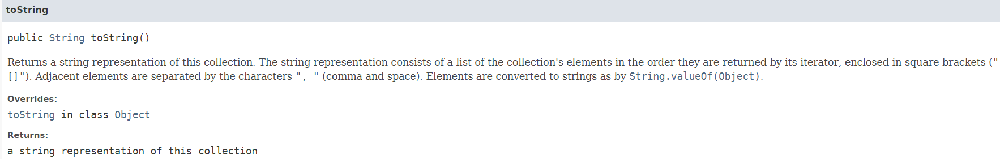 toString
public String toString()
Returns a string representation of this collection. The string representation consists of a list of the collection's elements in the order they are returned by its iterator, enclosed in square brackets ("
[]"). Adjacent elements are separated by the characters ", " (comma and space). Elements are converted to strings as by String.valueOf(Object).
Overrides:
toString in class Object
Returns:
a string representation of this collection